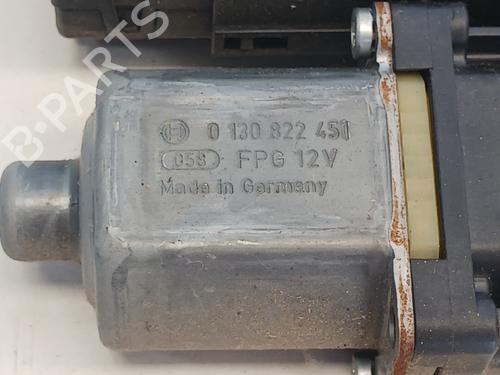 B-PARTS
0 130 822 451
058 FPG 12V
Made in Germany